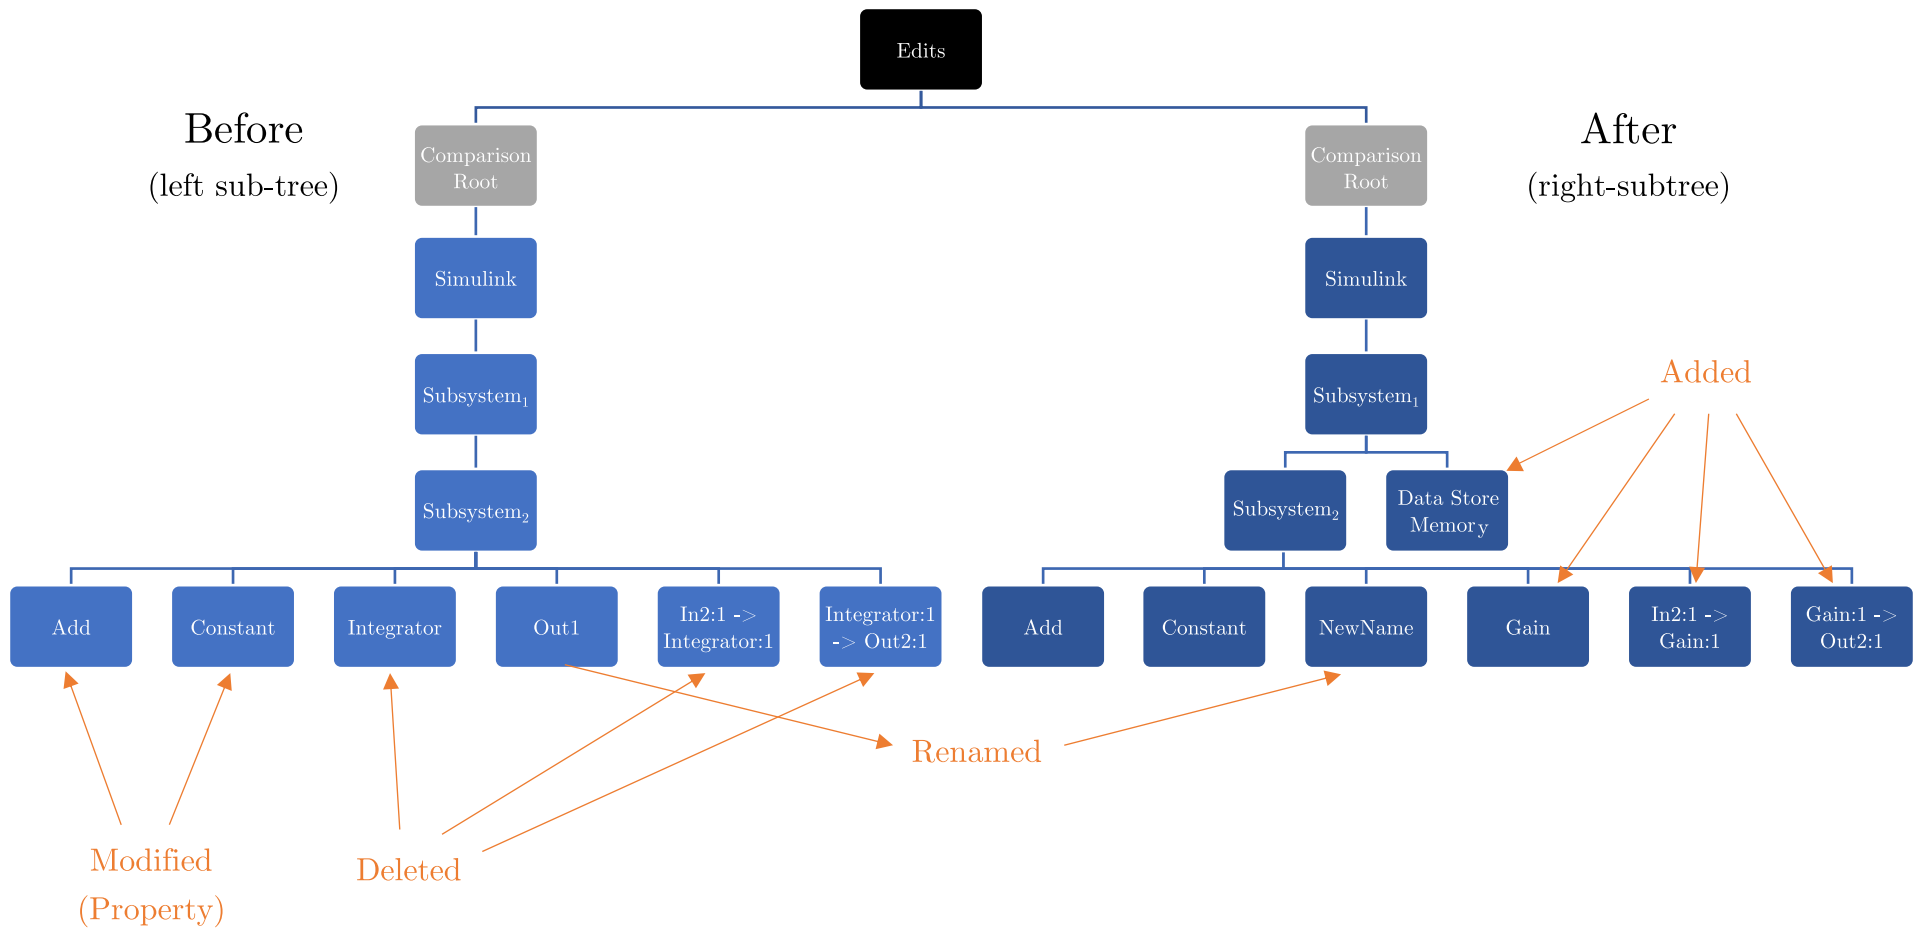 Edits
Before
(left sub-tree)
After
(right-subtree)
Comparison
Root
Comparison
Root
Simulink
Simulink
Subsystem₁
Subsystem₁
Added
Subsystem₂
Subsystem₂
Data Store
Memory
Add
Constant
Integrator
Out1
In2:1 ->
Integrator:1
Integrator:1
-> Out2:1
Add
Constant
NewName
Gain
In2:1 ->
Gain:1
Gain:1 ->
Out2:1
Renamed
Modified
(Property)
Deleted